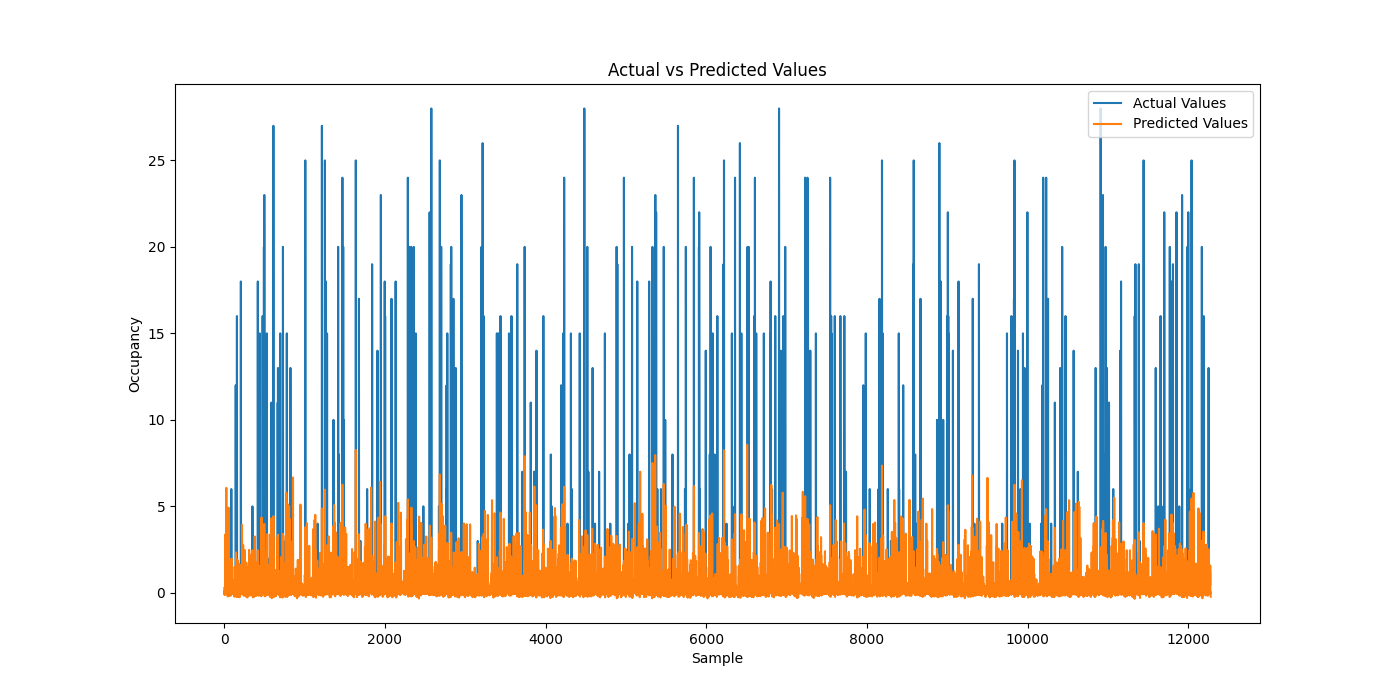 Actual vs Predicted Values
Actual Values
Predicted Values
25
20
15
10
5
0
Occupancy
0 2000 4000 6000 8000 10000 12000
Sample